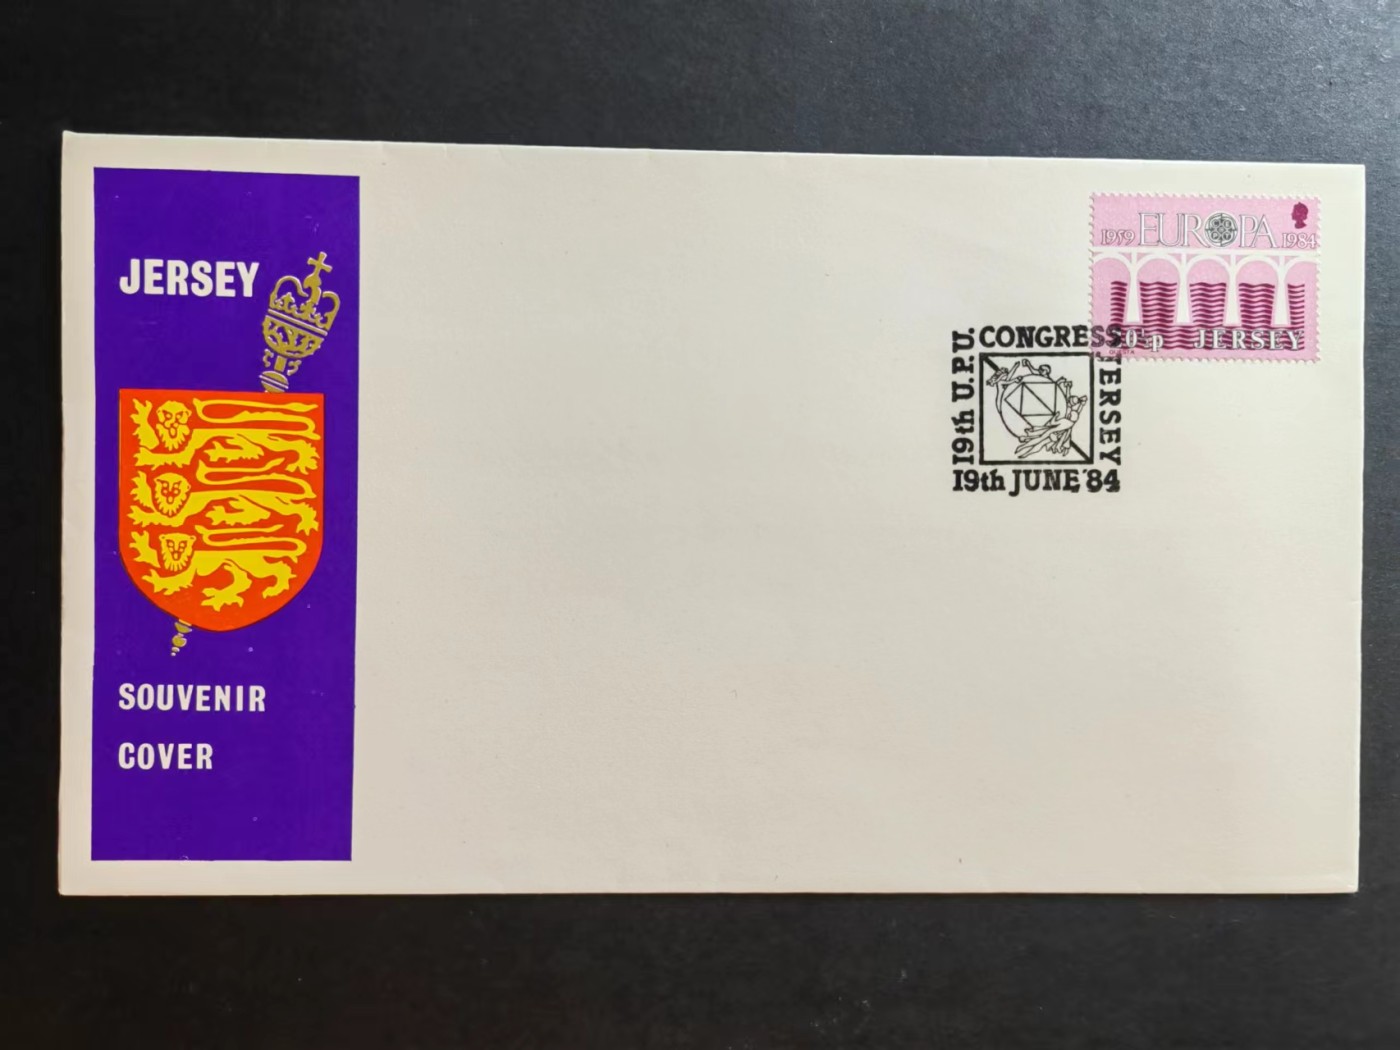 JERSEY
SOUVENIR
COVER
1959 EUROPA 1984
JERSEY
19th U.P.U. CONGRESS JERSEY
19th JUNE '84